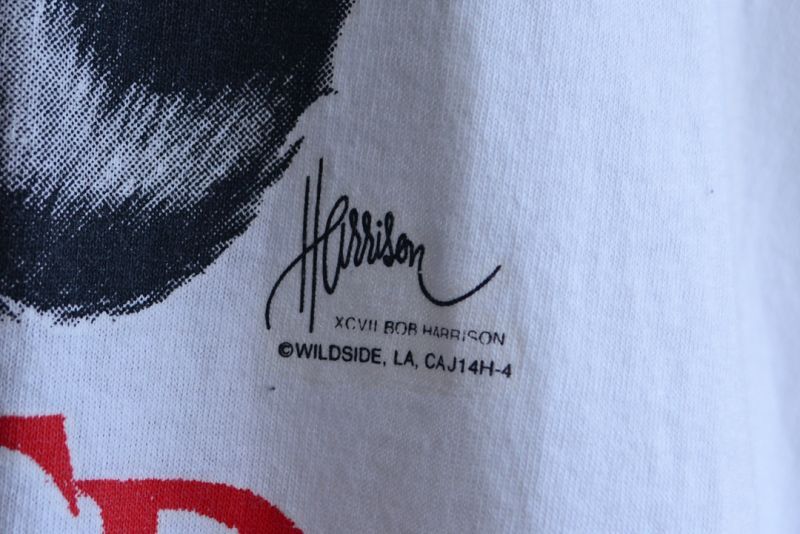 Harrison
XCVII BOB HARRISON
©WILDSIDE, LA, CAJ14H-4